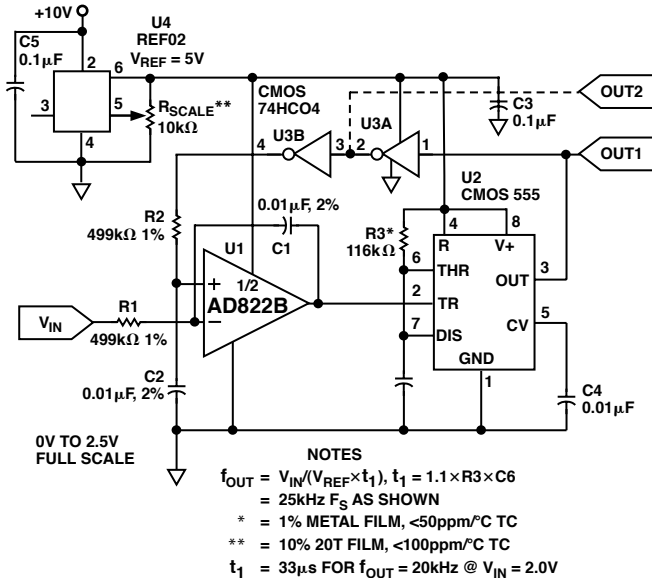 +10V
U4
REF02
V_REF = 5V
C5
0.1µF
2
6
3
5
4
R_SCALE**
10kΩ
CMOS
74HCO4
U3B
U3A
4
3
2
1
C3
0.1µF
OUT2
OUT1
U2
CMOS 555
R2
499kΩ 1%
0.01µF, 2%
C1
U1
1/2
AD822B
+
–
V_IN
R1
499kΩ 1%
C2
0.01µF, 2%
R3*
116kΩ
4
8
R
V+
6
THR
OUT
3
2
TR
CV
5
7
DIS
GND
1
C4
0.01µF
0V TO 2.5V
FULL SCALE
NOTES
f_OUT = V_IN/(V_REF×t_1), t_1 = 1.1×R3×C6
= 25kHz F_S AS SHOWN
* = 1% METAL FILM, <50ppm/°C TC
** = 10% 20T FILM, <100ppm/°C TC
t_1 = 33µs FOR f_OUT = 20kHz @ V_IN = 2.0V